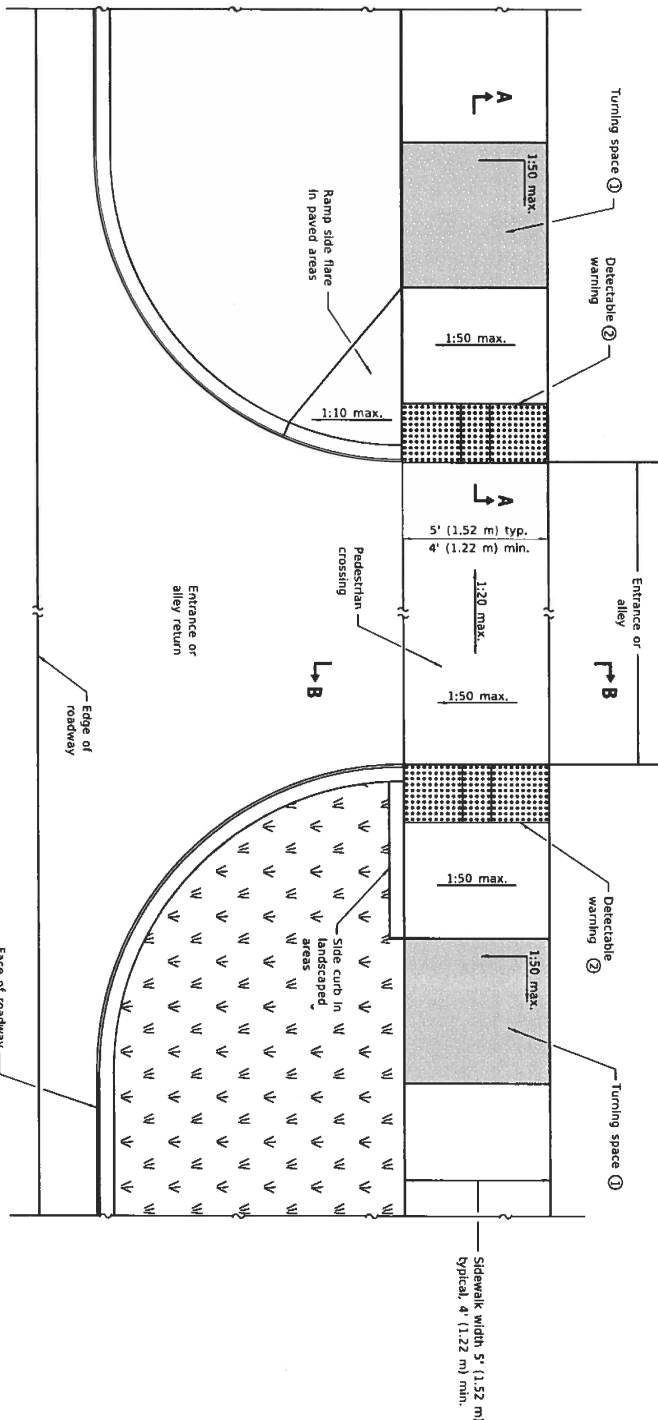 Turning space ①
Detectable ②
warning
Entrance or
alley
Detectable
warning ②
Turning space ①
Sidewalk width 5' (1.52 m)
typical, 4' (1.22 m) min.
A
1:50 max.
1:50 max.
A
5' (1.52 m) typ.
4' (1.22 m) min.
1:20 max.
B
1:50 max.
1:50 max.
1:50 max.
Ramp side flare
in paved areas
1:10 max.
Pedestrian
crossing
B
Side curb in
landscaped
areas
Entrance or
alley return
Edge of
roadway
Face of roadway